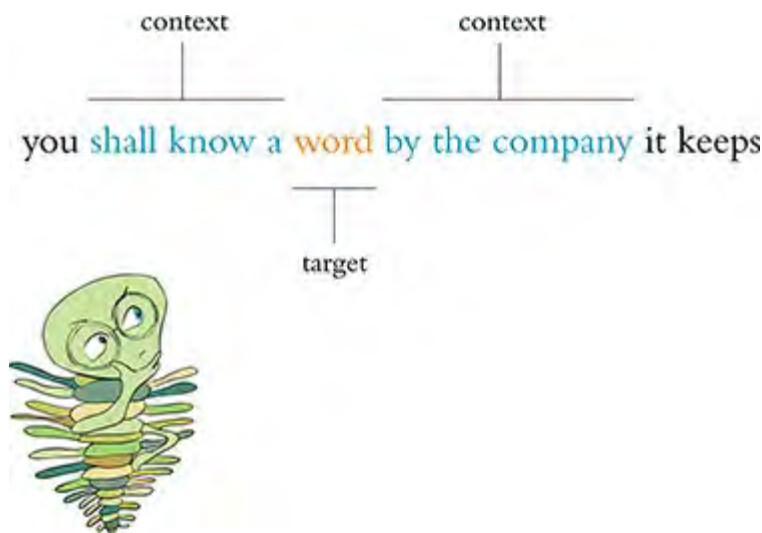 context context
you shall know a word by the company it keeps
target